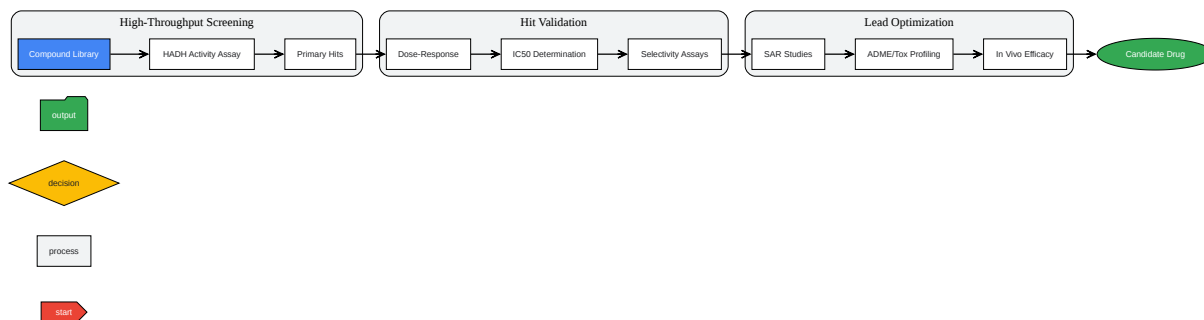 High-Throughput Screening
Compound Library
HADH Activity Assay
Primary Hits
Hit Validation
Dose-Response
IC50 Determination
Selectivity Assays
Lead Optimization
SAR Studies
ADME/Tox Profiling
In Vivo Efficacy
Candidate Drug
output
decision
process
start